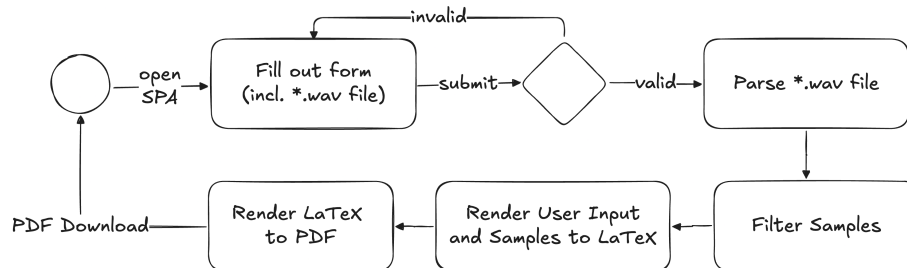 invalid
open
SPA
Fill out form
(incl. *.wav file)
submit
valid
Parse *.wav file
PDF Download
Render LaTeX
to PDF
Render User Input
and Samples to LaTeX
Filter Samples